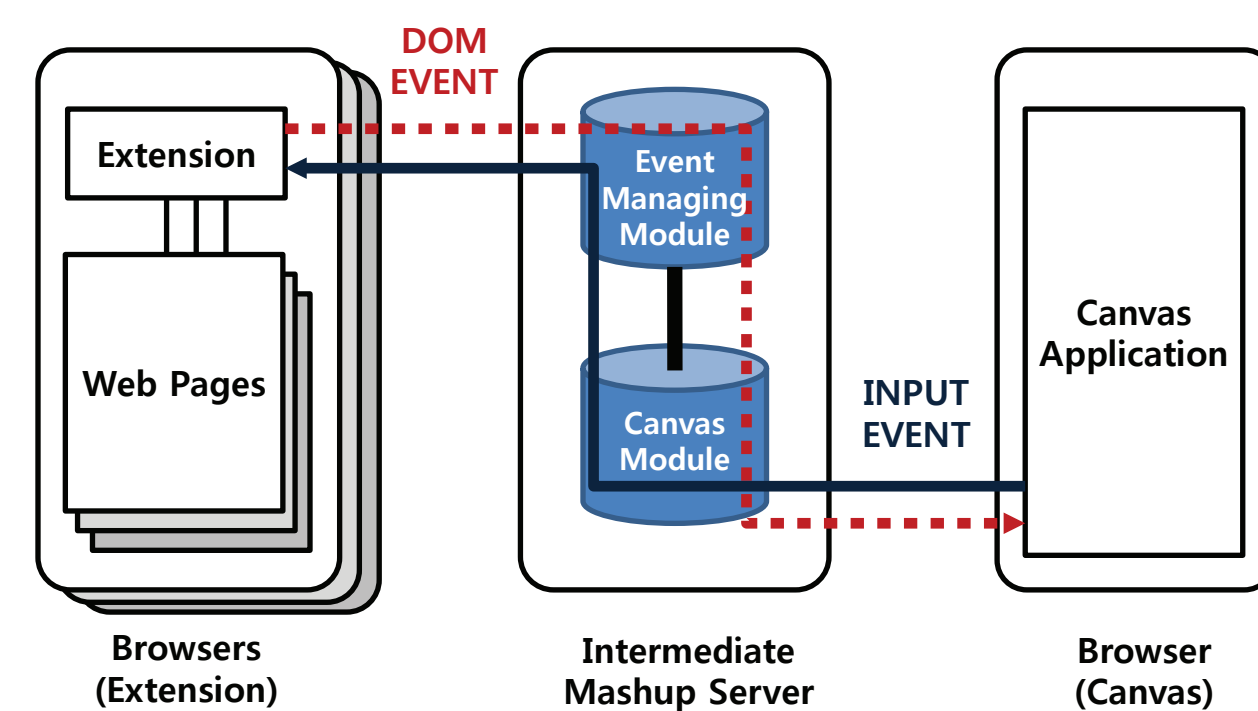 DOM
EVENT
Extension
Web Pages
Browsers
(Extension)
Event
Managing
Module
Canvas
Module
Intermediate
Mashup Server
INPUT
EVENT
Canvas
Application
Browser
(Canvas)